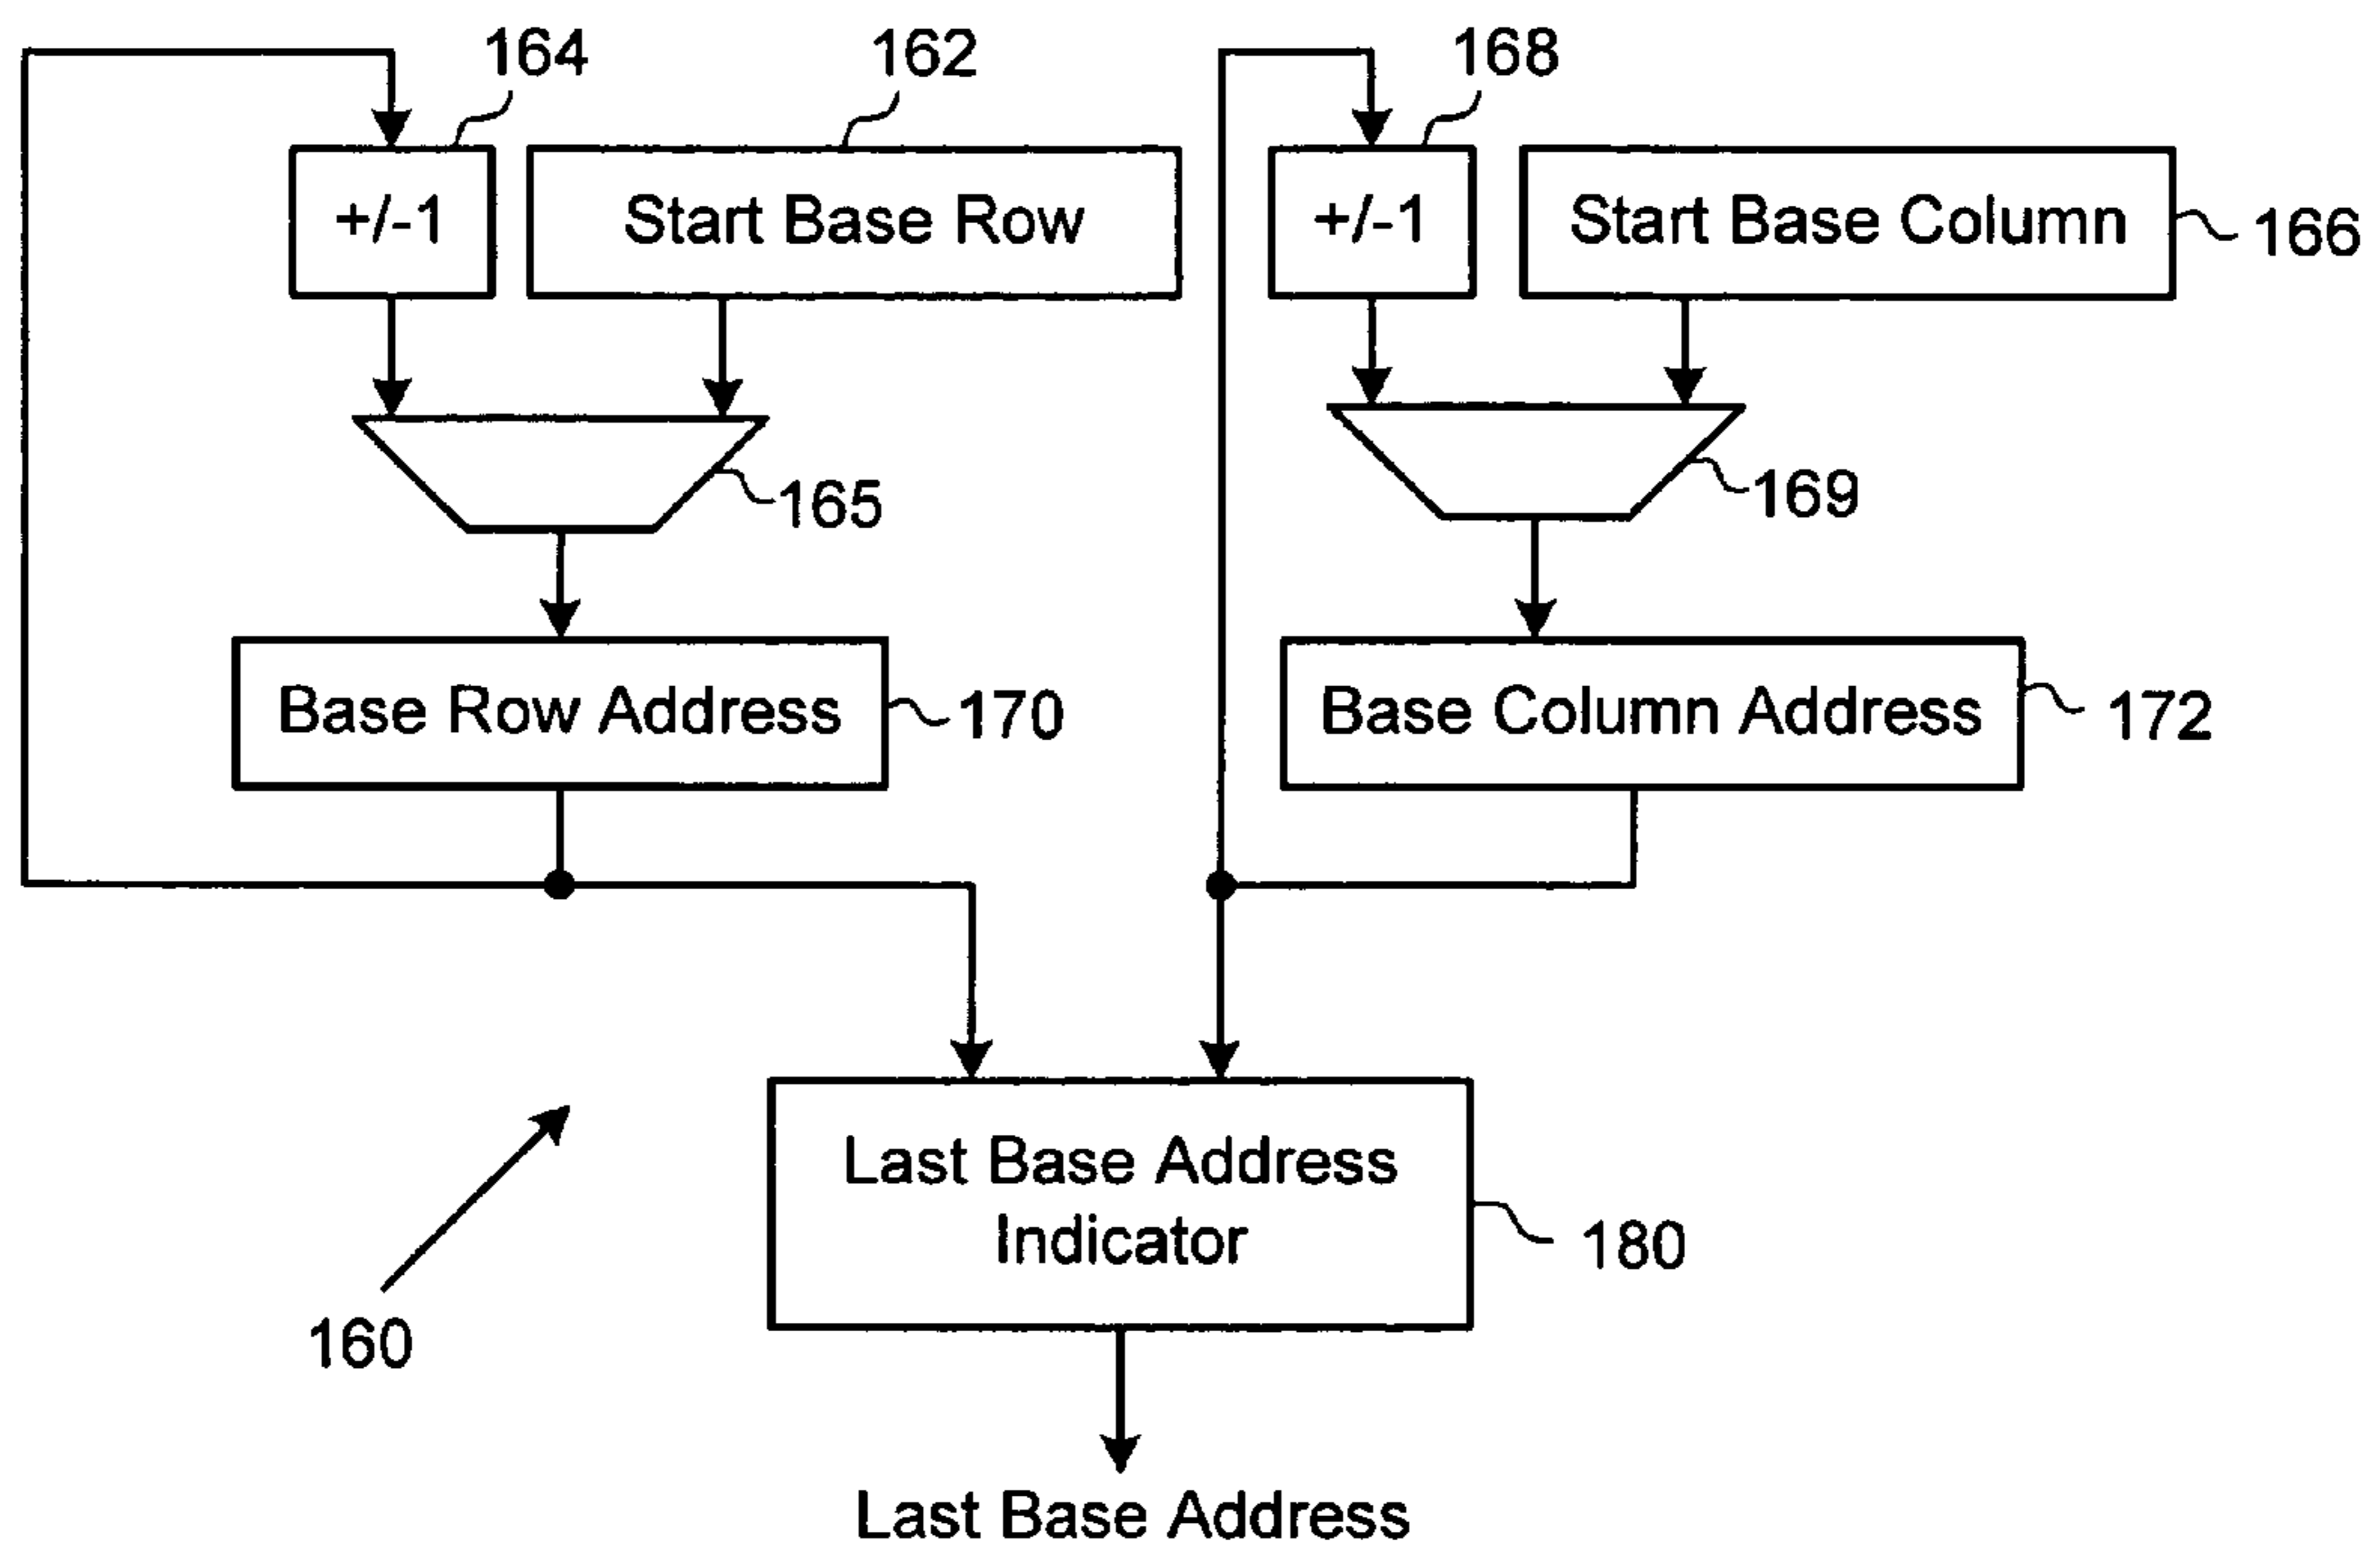 164
162
168
+/-1
Start Base Row
+/-1
Start Base Column
166
165
169
Base Row Address
170
Base Column Address
172
Last Base Address
Indicator
180
160
Last Base Address